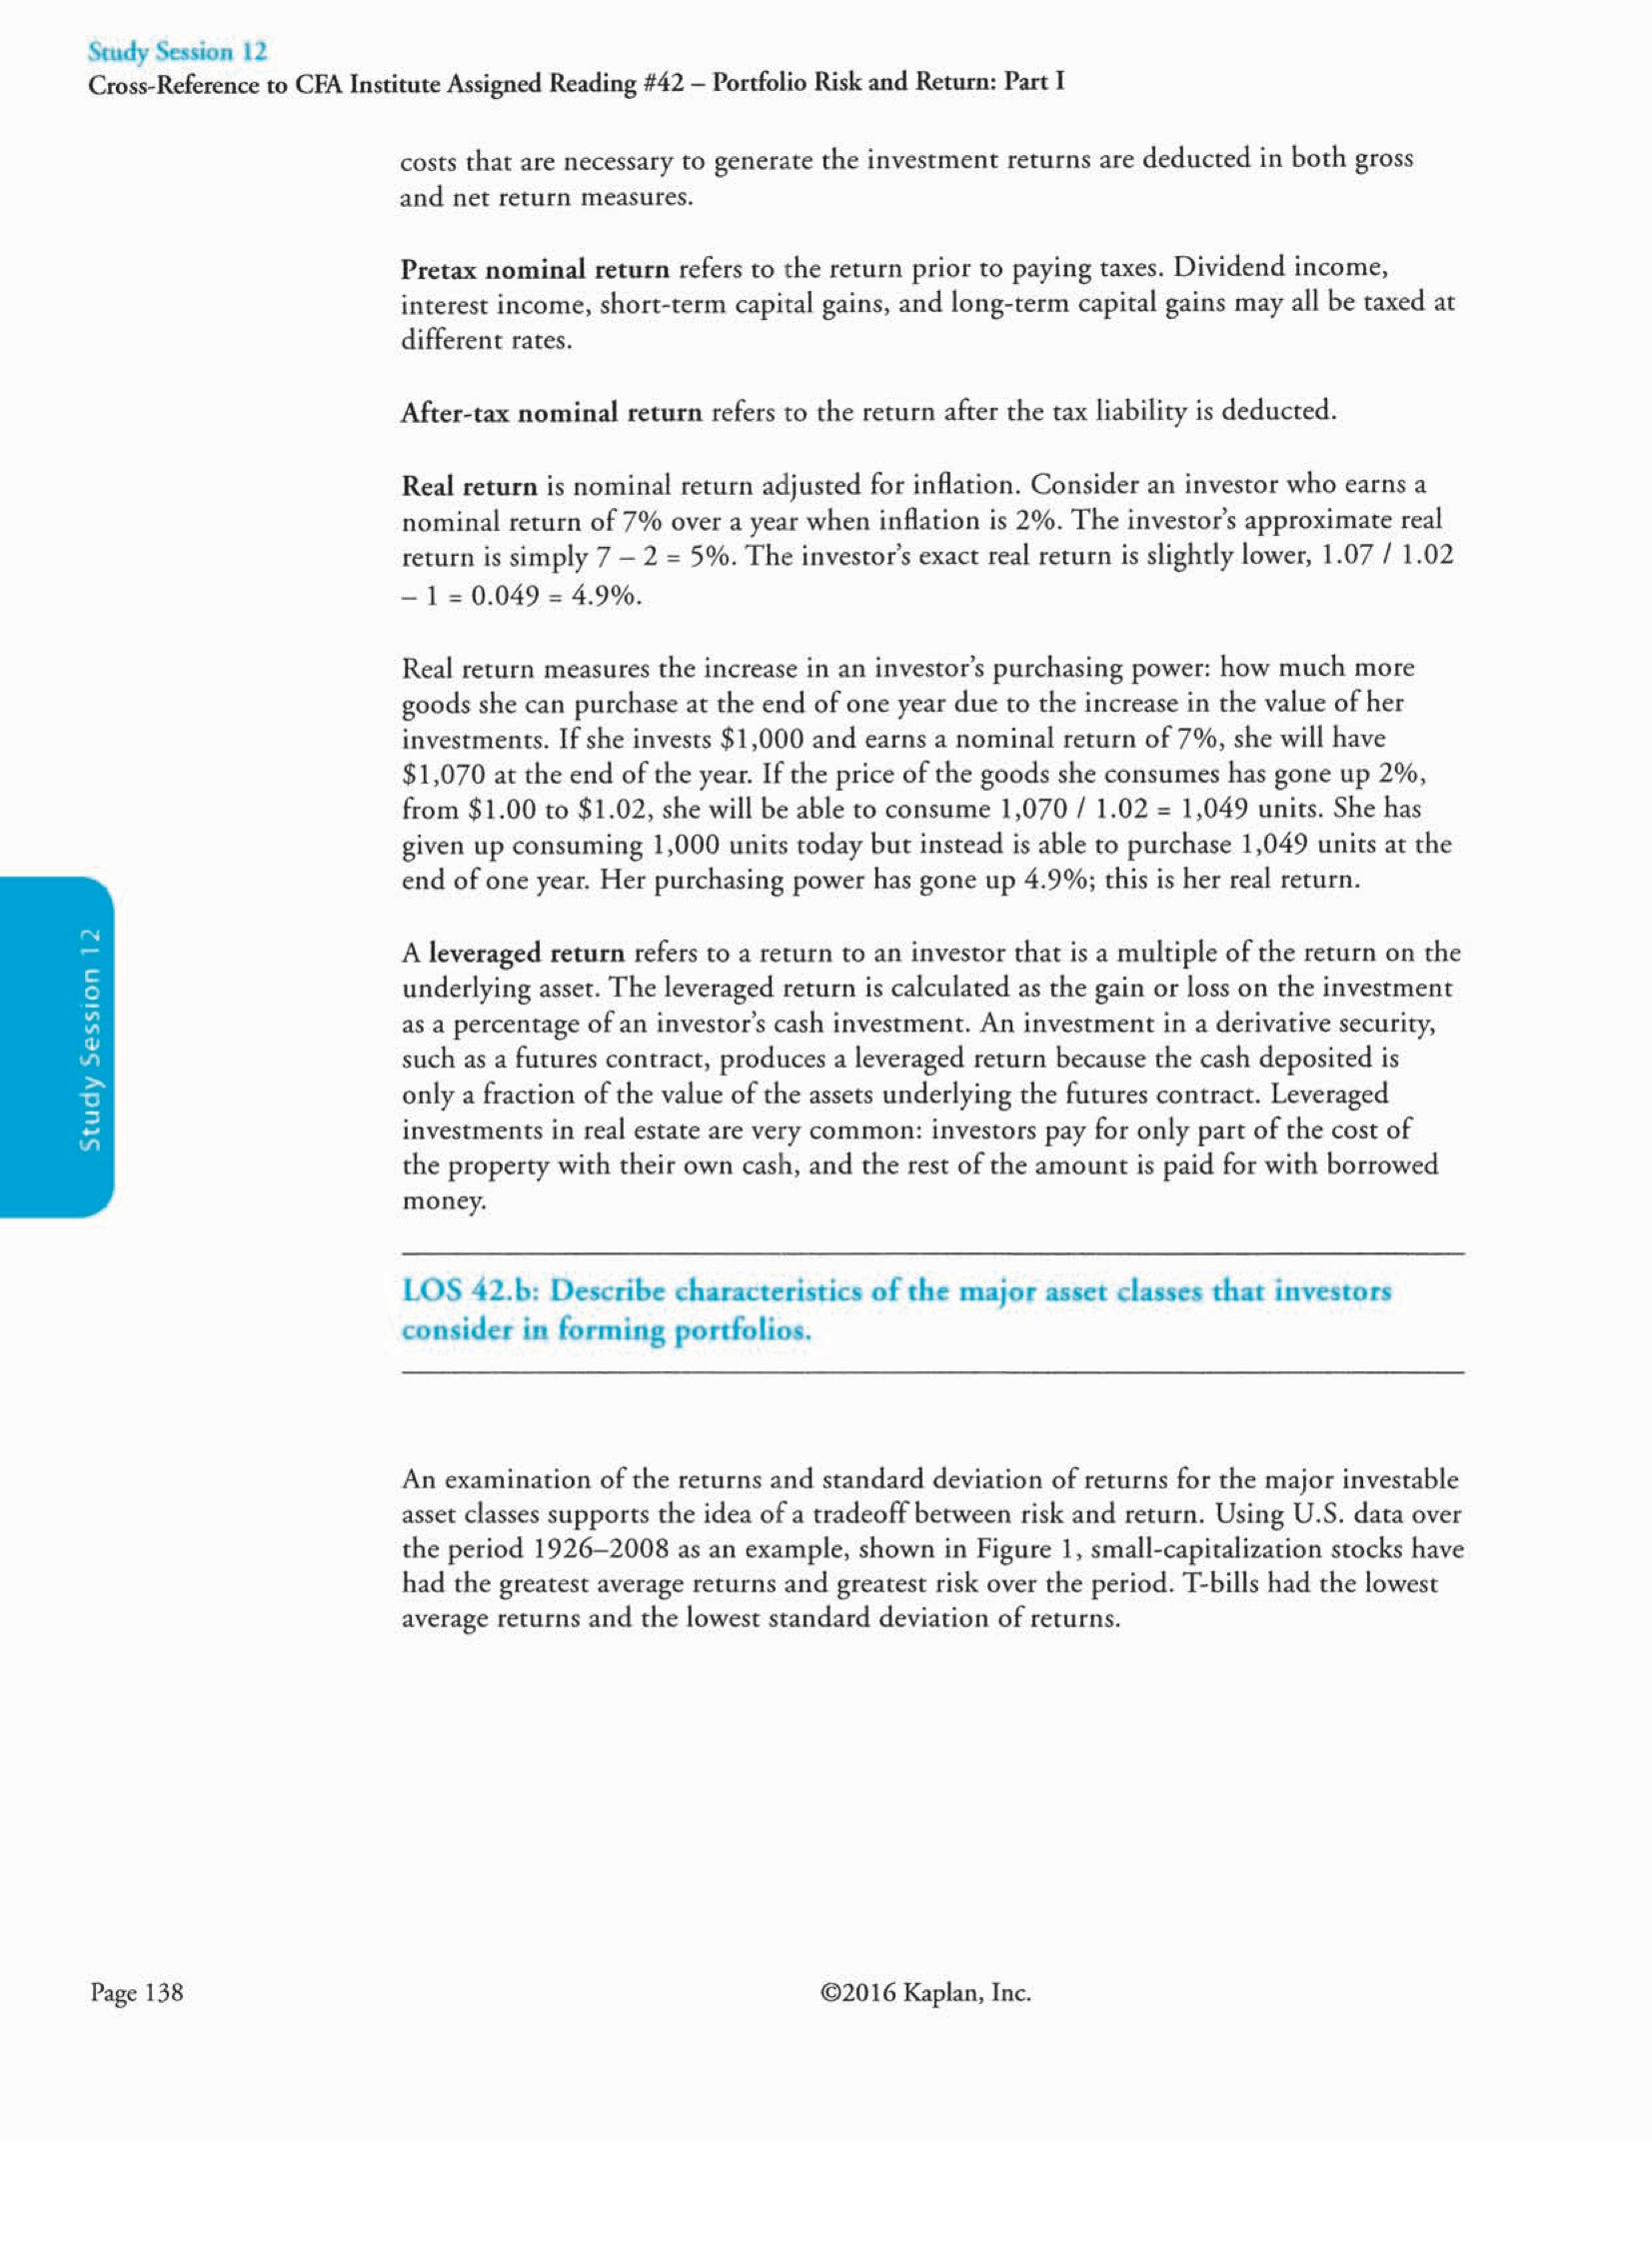 Study Session 12
Cross-Reference to CFA Institute Assigned Reading #42 – Portfolio Risk and Return: Part I
costs that are necessary to generate the investment returns are deducted in both gross
and net return measures.
Pretax nominal return refers to the return prior to paying taxes. Dividend income,
interest income, short-term capital gains, and long-term capital gains may all be taxed at
different rates.
After-tax nominal return refers to the return after the tax liability is deducted.
Real return is nominal return adjusted for inflation. Consider an investor who earns a
nominal return of 7% over a year when inflation is 2%. The investor's approximate real
return is simply 7 – 2 = 5%. The investor's exact real return is slightly lower, 1.07 / 1.02
– 1 = 0.049 = 4.9%.
Real return measures the increase in an investor's purchasing power: how much more
goods she can purchase at the end of one year due to the increase in the value of her
investments. If she invests $1,000 and earns a nominal return of 7%, she will have
$1,070 at the end of the year. If the price of the goods she consumes has gone up 2%,
from $1.00 to $1.02, she will be able to consume 1,070 / 1.02 = 1,049 units. She has
given up consuming 1,000 units today but instead is able to purchase 1,049 units at the
end of one year. Her purchasing power has gone up 4.9%; this is her real return.
A leveraged return refers to a return to an investor that is a multiple of the return on the
underlying asset. The leveraged return is calculated as the gain or loss on the investment
as a percentage of an investor's cash investment. An investment in a derivative security,
such as a futures contract, produces a leveraged return because the cash deposited is
only a fraction of the value of the assets underlying the futures contract. Leveraged
investments in real estate are very common: investors pay for only part of the cost of
the property with their own cash, and the rest of the amount is paid for with borrowed
money.
Study Session 12
LOS 42.b: Describe characteristics of the major asset classes that investors
consider in forming portfolios.
An examination of the returns and standard deviation of returns for the major investable
asset classes supports the idea of a tradeoff between risk and return. Using U.S. data over
the period 1926–2008 as an example, shown in Figure 1, small-capitalization stocks have
had the greatest average returns and greatest risk over the period. T-bills had the lowest
average returns and the lowest standard deviation of returns.
Page 138
©2016 Kaplan, Inc.